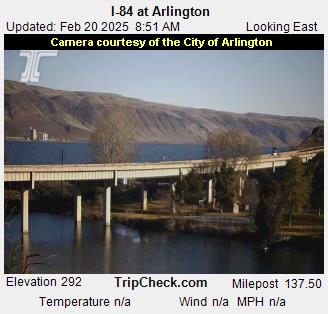 I-84 at Arlington
Updated: Feb 20 2025 8:51 AM Looking East
Camera courtesy of the City of Arlington
Elevation 292 TripCheck.com Milepost 137.50
Temperature n/a Wind n/a MPH n/a